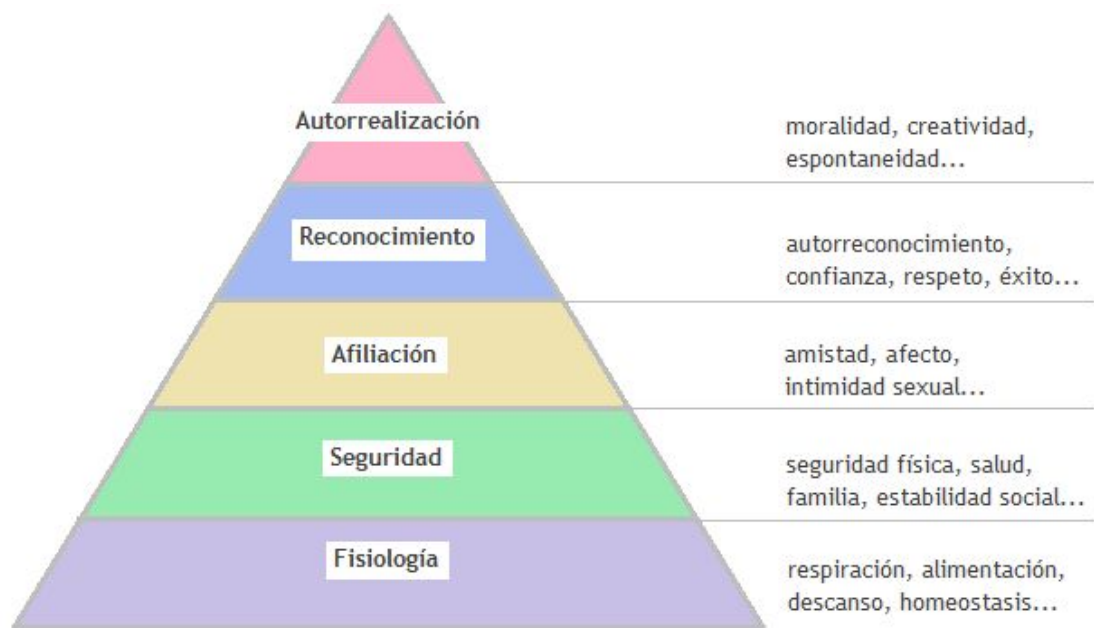 Autorrealización
moralidad, creatividad,
espontaneidad...
Reconocimiento
autorreconocimiento,
confianza, respeto, éxito...
Afiliación
amistad, afecto,
intimidad sexual...
Seguridad
seguridad física, salud,
familia, estabilidad social...
Fisiología
respiración, alimentación,
descanso, homeostasis...